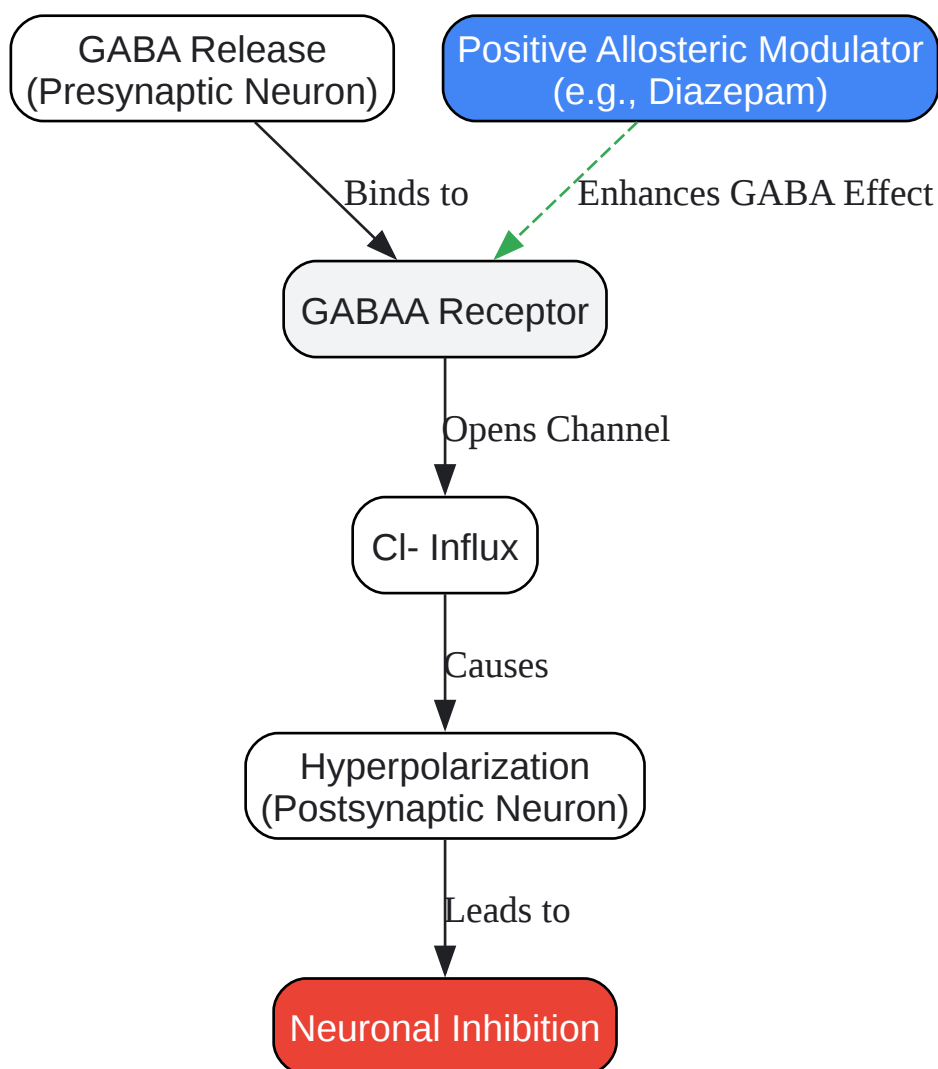 GABA Release
(Presynaptic Neuron)
Positive Allosteric Modulator
(e.g., Diazepam)
Binds to
Enhances GABA Effect
GABAA Receptor
Opens Channel
Cl- Influx
Causes
Hyperpolarization
(Postsynaptic Neuron)
Leads to
Neuronal Inhibition